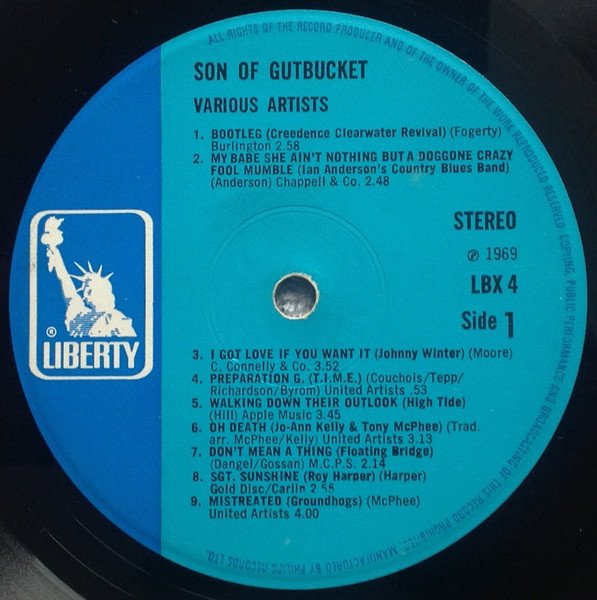 ALL RIGHTS OF THE RECORD PRODUCER AND OF THE OWNER OF THE WORK REPRODUCED RESERVED. COPYING, PUBLIC PERFORMANCE AND BROADCASTING OF THIS RECORD PROHIBITED. MANUFACTURED BY PHILIPS RECORDS LTD.
SON OF GUTBUCKET
VARIOUS ARTISTS
1. BOOTLEG (Creedence Clearwater Revival) (Fogerty)
Burlington 2.58
2. MY BABE SHE AIN'T NOTHING BUT A DOGGONE CRAZY
FOOL MUMBLE (Ian Anderson's Country Blues Band)
(Anderson) Chappell & Co. 2.48
STEREO
℗ 1969
LBX 4
Side 1
® LIBERTY
3. I GOT LOVE IF YOU WANT IT (Johnny Winter) (Moore)
C. Connelly & Co. 3.52
4. PREPARATION G. (T.I.M.E.) (Couchois/Tepp/
Richardson/Byrom) United Artists .53
5. WALKING DOWN THEIR OUTLOOK (High Tide)
(Hill) Apple Music 3.45
6. OH DEATH (Jo-Ann Kelly & Tony McPhee) (Trad.
arr. McPhee/Kelly) United Artists 3.13
7. DON'T MEAN A THING (Floating Bridge)
(Dangel/Gossan) M.C.P.S. 2.14
8. SGT. SUNSHINE (Roy Harper) (Harper)
Gold Disc/Carlin 2.55
9. MISTREATED (Groundhogs) (McPhee)
United Artists 4.00